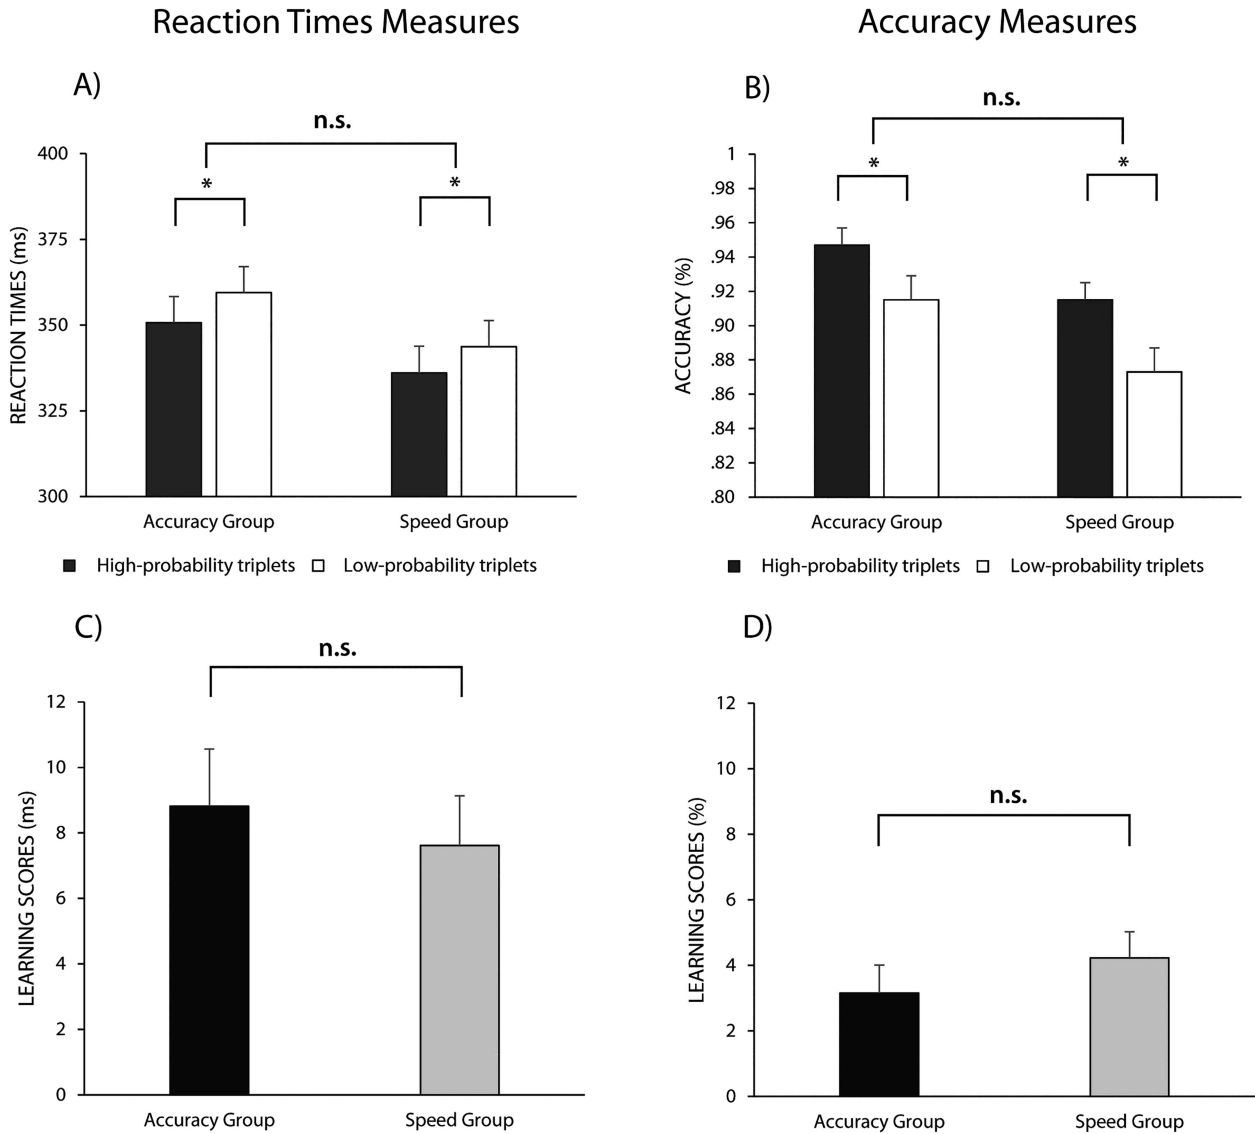 Reaction Times Measures
Accuracy Measures
A)
n.s.
*
*
400
375
350
325
300
REACTION TIMES (ms)
Accuracy Group
Speed Group
High-probability triplets
Low-probability triplets
B)
n.s.
*
*
1
.98
.96
.94
.92
.90
.88
.86
.84
.82
.80
ACCURACY (%)
Accuracy Group
Speed Group
High-probability triplets
Low-probability triplets
C)
n.s.
12
10
8
6
4
2
0
LEARNING SCORES (ms)
Accuracy Group
Speed Group
D)
n.s.
12
10
8
6
4
2
0
LEARNING SCORES (%)
Accuracy Group
Speed Group